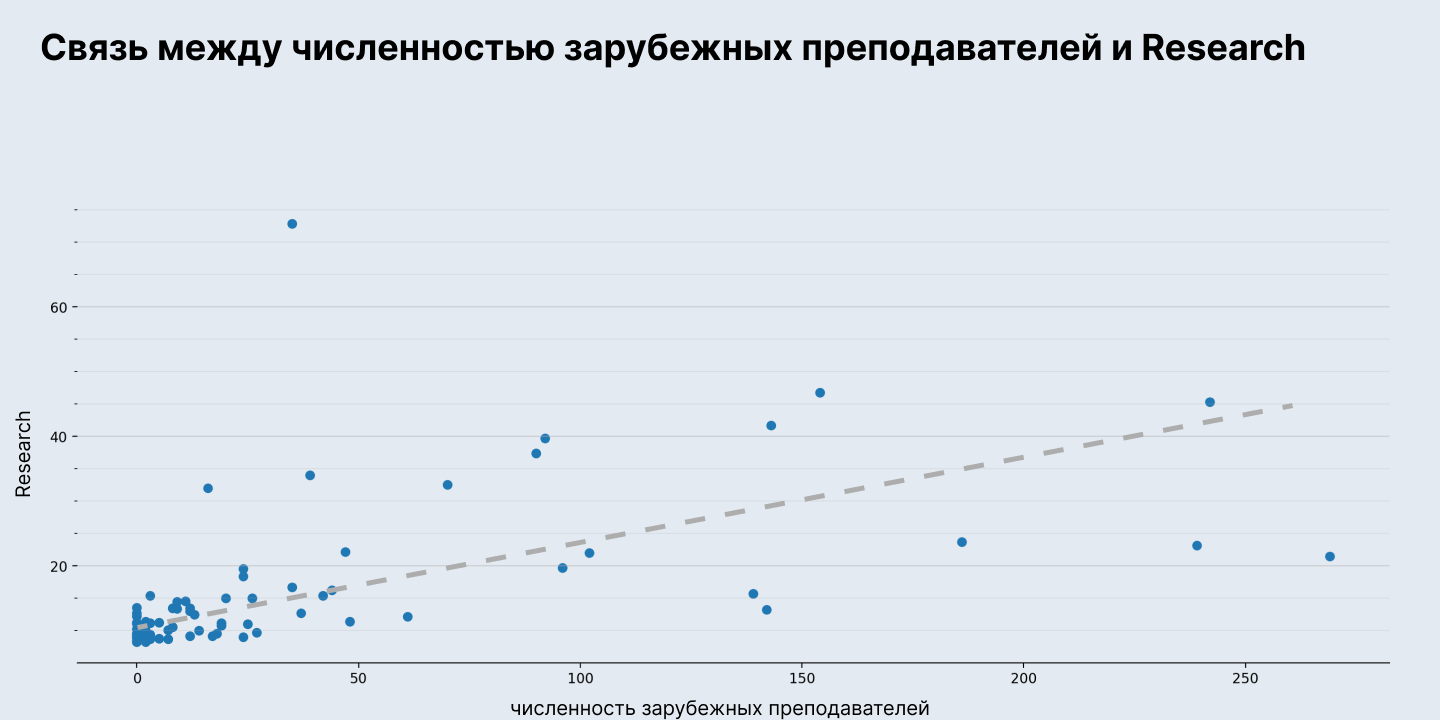 Связь между численностью зарубежных преподавателей и Research
60
40
20
Research
0 50 100 150 200 250
численность зарубежных преподавателей